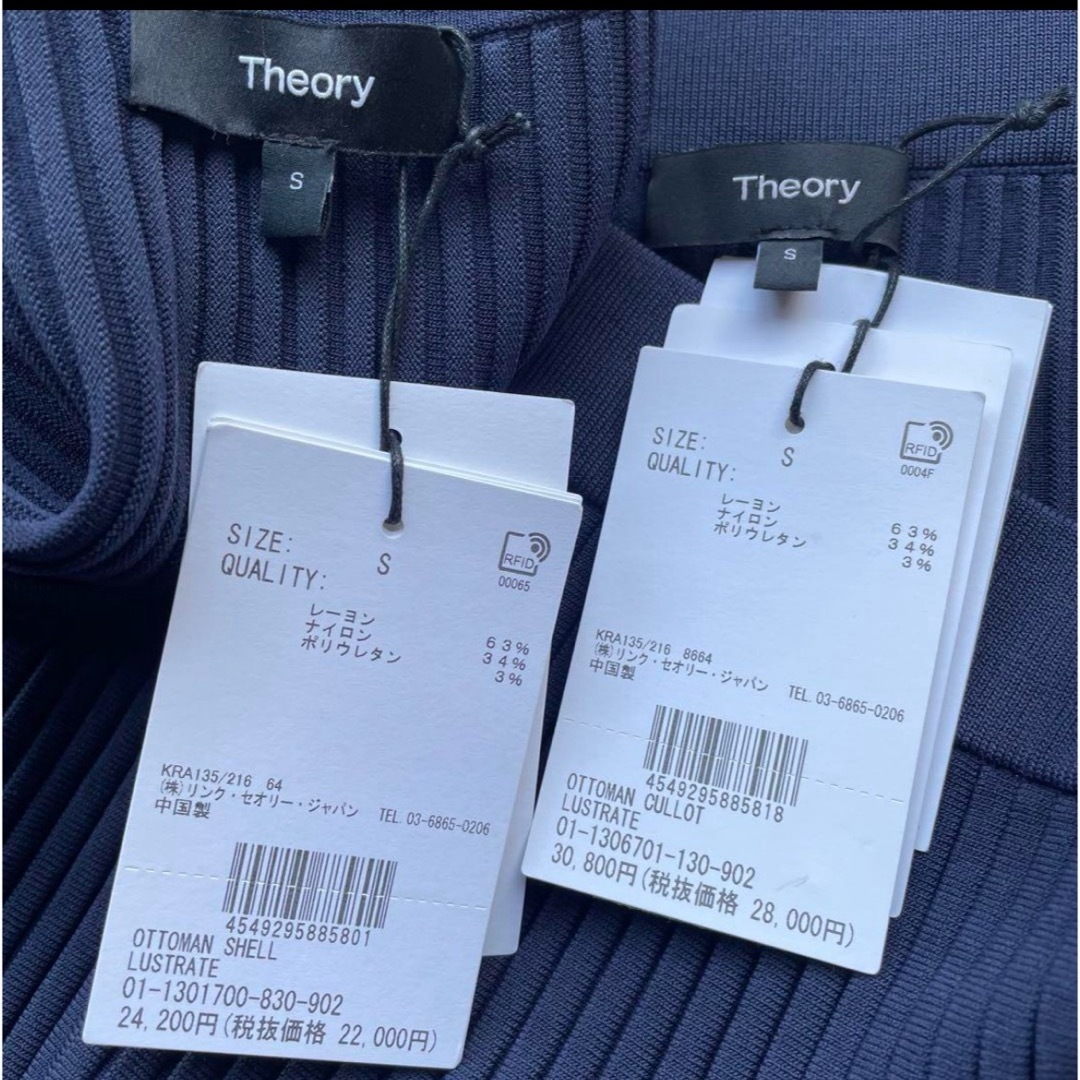 Theory
S
Theory
S
SIZE: S
QUALITY:
RFID
00065
レーヨン 63%
ナイロン 34%
ポリウレタン 3%
KRA135/216 64
(株)リンク・セオリー・ジャパン
中国製 TEL.03-6865-0206
4549295885801
OTTOMAN SHELL
LUSTRATE
01-1301700-830-902
24,200円(税抜価格 22,000円)
SIZE: S
QUALITY:
RFID
0004F
レーヨン 63%
ナイロン 34%
ポリウレタン 3%
KRA135/216 8664
(株)リンク・セオリー・ジャパン
中国製 TEL.03-6865-0206
4549295885818
OTTOMAN CULLOT
LUSTRATE
01-1306701-130-902
30,800円(税抜価格 28,000円)